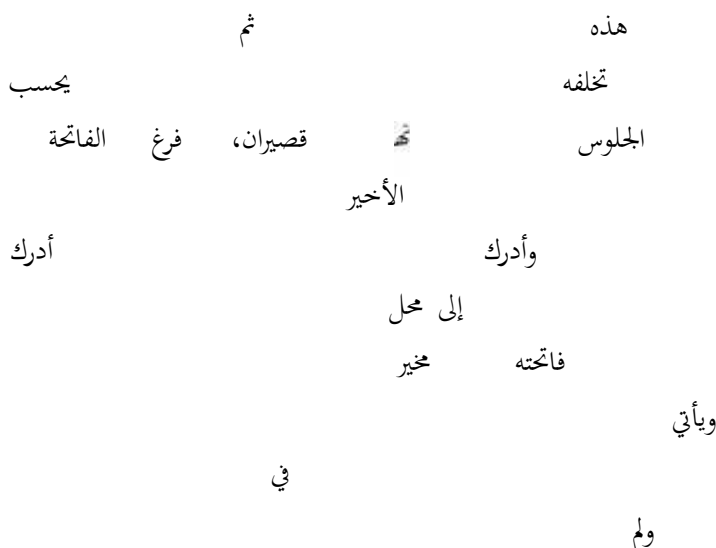 هذه ثم
تخلفه يحسب
الجلوس قصيران، فرغ الفاتحة
الأخير
وأدرك أدرك
إلى محل
فاتحته مخير
ويأتي
في
ولم